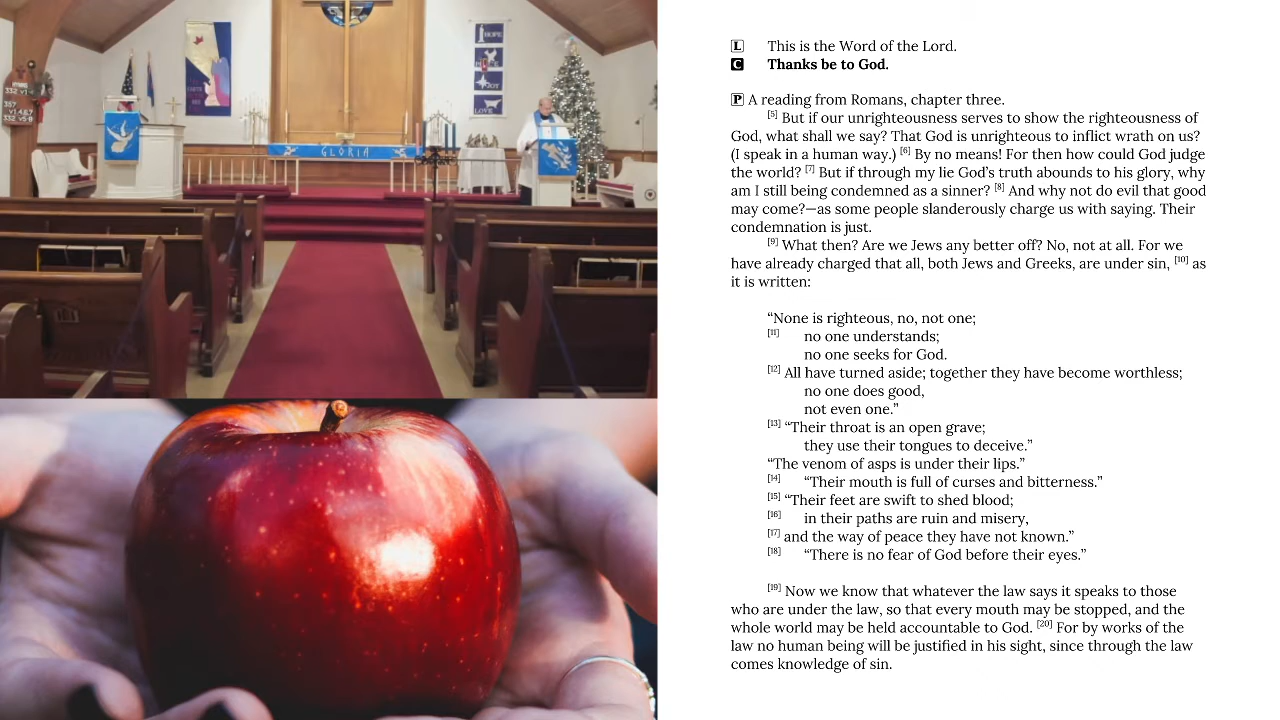 HYMNS
332 v1-4
357
v1,4,6,7
332 v5-8
HOPE
JOY
LOVE
GLORIA
L This is the Word of the Lord.
C Thanks be to God.
P A reading from Romans, chapter three.
[5] But if our unrighteousness serves to show the righteousness of
God, what shall we say? That God is unrighteous to inflict wrath on us?
(I speak in a human way.) [6] By no means! For then how could God judge
the world? [7] But if through my lie God’s truth abounds to his glory, why
am I still being condemned as a sinner? [8] And why not do evil that good
may come?—as some people slanderously charge us with saying. Their
condemnation is just.
[9] What then? Are we Jews any better off? No, not at all. For we
have already charged that all, both Jews and Greeks, are under sin, [10] as
it is written:
“None is righteous, no, not one;
[11] no one understands;
no one seeks for God.
[12] All have turned aside; together they have become worthless;
no one does good,
not even one.”
[13] “Their throat is an open grave;
they use their tongues to deceive.”
“The venom of asps is under their lips.”
[14] “Their mouth is full of curses and bitterness.”
[15] “Their feet are swift to shed blood;
[16] in their paths are ruin and misery,
[17] and the way of peace they have not known.”
[18] “There is no fear of God before their eyes.”
[19] Now we know that whatever the law says it speaks to those
who are under the law, so that every mouth may be stopped, and the
whole world may be held accountable to God. [20] For by works of the
law no human being will be justified in his sight, since through the law
comes knowledge of sin.